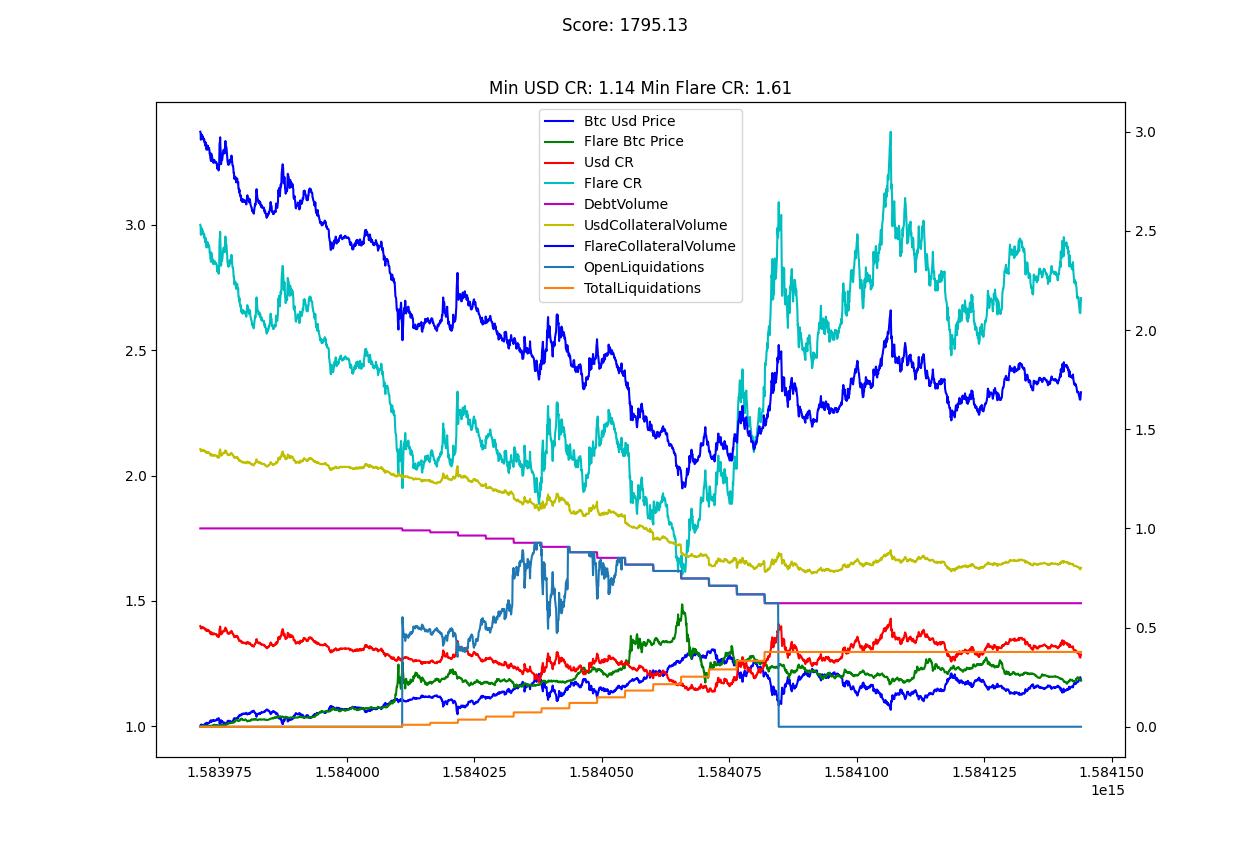 Score: 1795.13
Min USD CR: 1.14 Min Flare CR: 1.61
Btc Usd Price
Flare Btc Price
Usd CR
Flare CR
DebtVolume
UsdCollateralVolume
FlareCollateralVolume
OpenLiquidations
TotalLiquidations
3.0
2.5
2.0
1.5
1.0
3.0
2.5
2.0
1.5
1.0
0.5
0.0
1.583975 1.584000 1.584025 1.584050 1.584075 1.584100 1.584125 1.584150
1e15